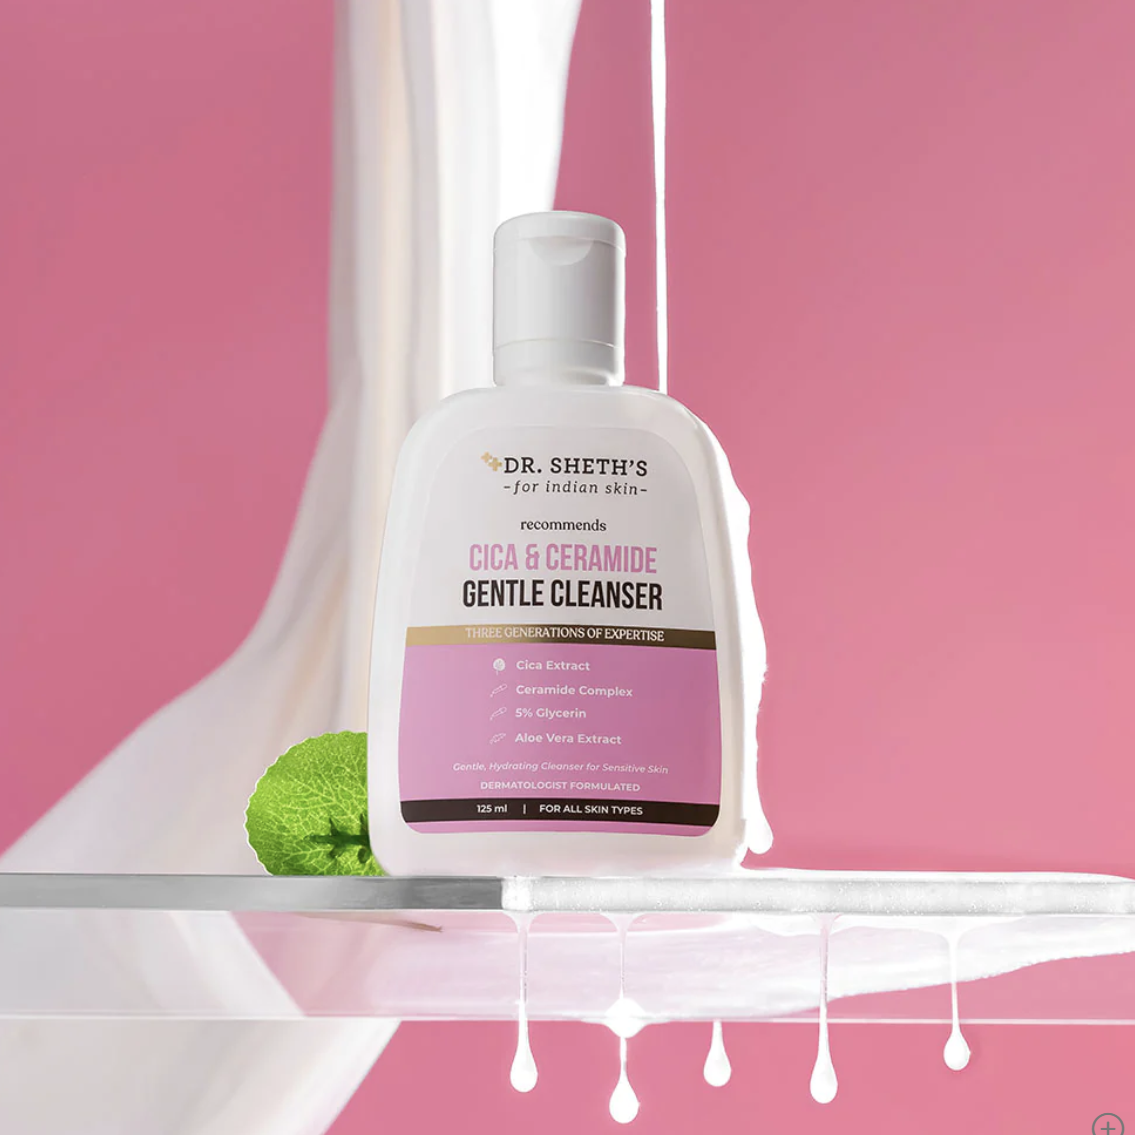 DR. SHETH'S
-for indian skin-
recommends
CICA & CERAMIDE
GENTLE CLEANSER
THREE GENERATIONS OF EXPERTISE
Cica Extract
Ceramide Complex
5% Glycerin
Aloe Vera Extract
Gentle, Hydrating Cleanser for Sensitive Skin
DERMATOLOGIST FORMULATED
125 ml | FOR ALL SKIN TYPES